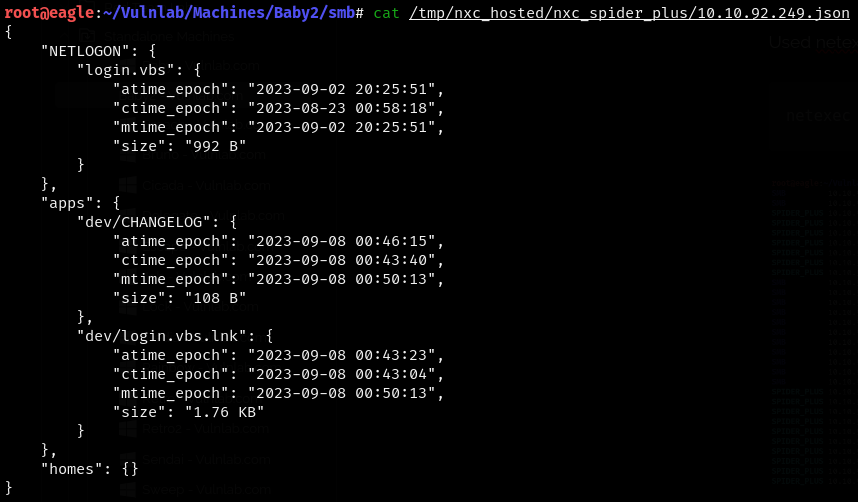 root@eagle:~/Vulnlab/Machines/Baby2/smb# cat /tmp/nxc_hosted/nxc_spider_plus/10.10.92.249.json
{
    "NETLOGON": {
        "login.vbs": {
            "atime_epoch": "2023-09-02 20:25:51",
            "ctime_epoch": "2023-08-23 00:58:18",
            "mtime_epoch": "2023-09-02 20:25:51",
            "size": "992 B"
        }
    },
    "apps": {
        "dev/CHANGELOG": {
            "atime_epoch": "2023-09-08 00:46:15",
            "ctime_epoch": "2023-09-08 00:43:40",
            "mtime_epoch": "2023-09-08 00:50:13",
            "size": "108 B"
        },
        "dev/login.vbs.lnk": {
            "atime_epoch": "2023-09-08 00:43:23",
            "ctime_epoch": "2023-09-08 00:43:04",
            "mtime_epoch": "2023-09-08 00:50:13",
            "size": "1.76 KB"
        }
    },
    "homes": {}
}